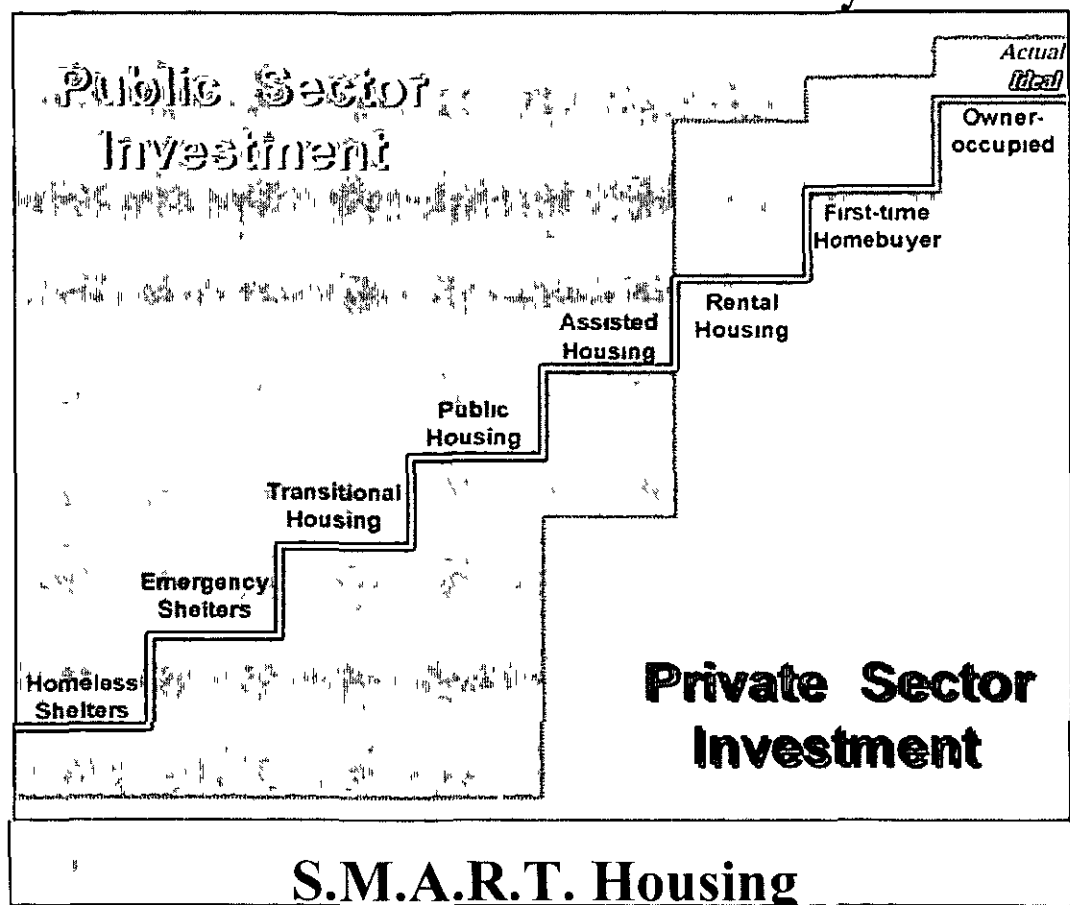 Public Sector
Investment
Actual
Ideal
Owner-
occupied
First-time
Homebuyer
Rental
Housing
Assisted
Housing
Public
Housing
Transitional
Housing
Emergency
Shelters
Homeless
Shelters
Private Sector
Investment
S.M.A.R.T. Housing